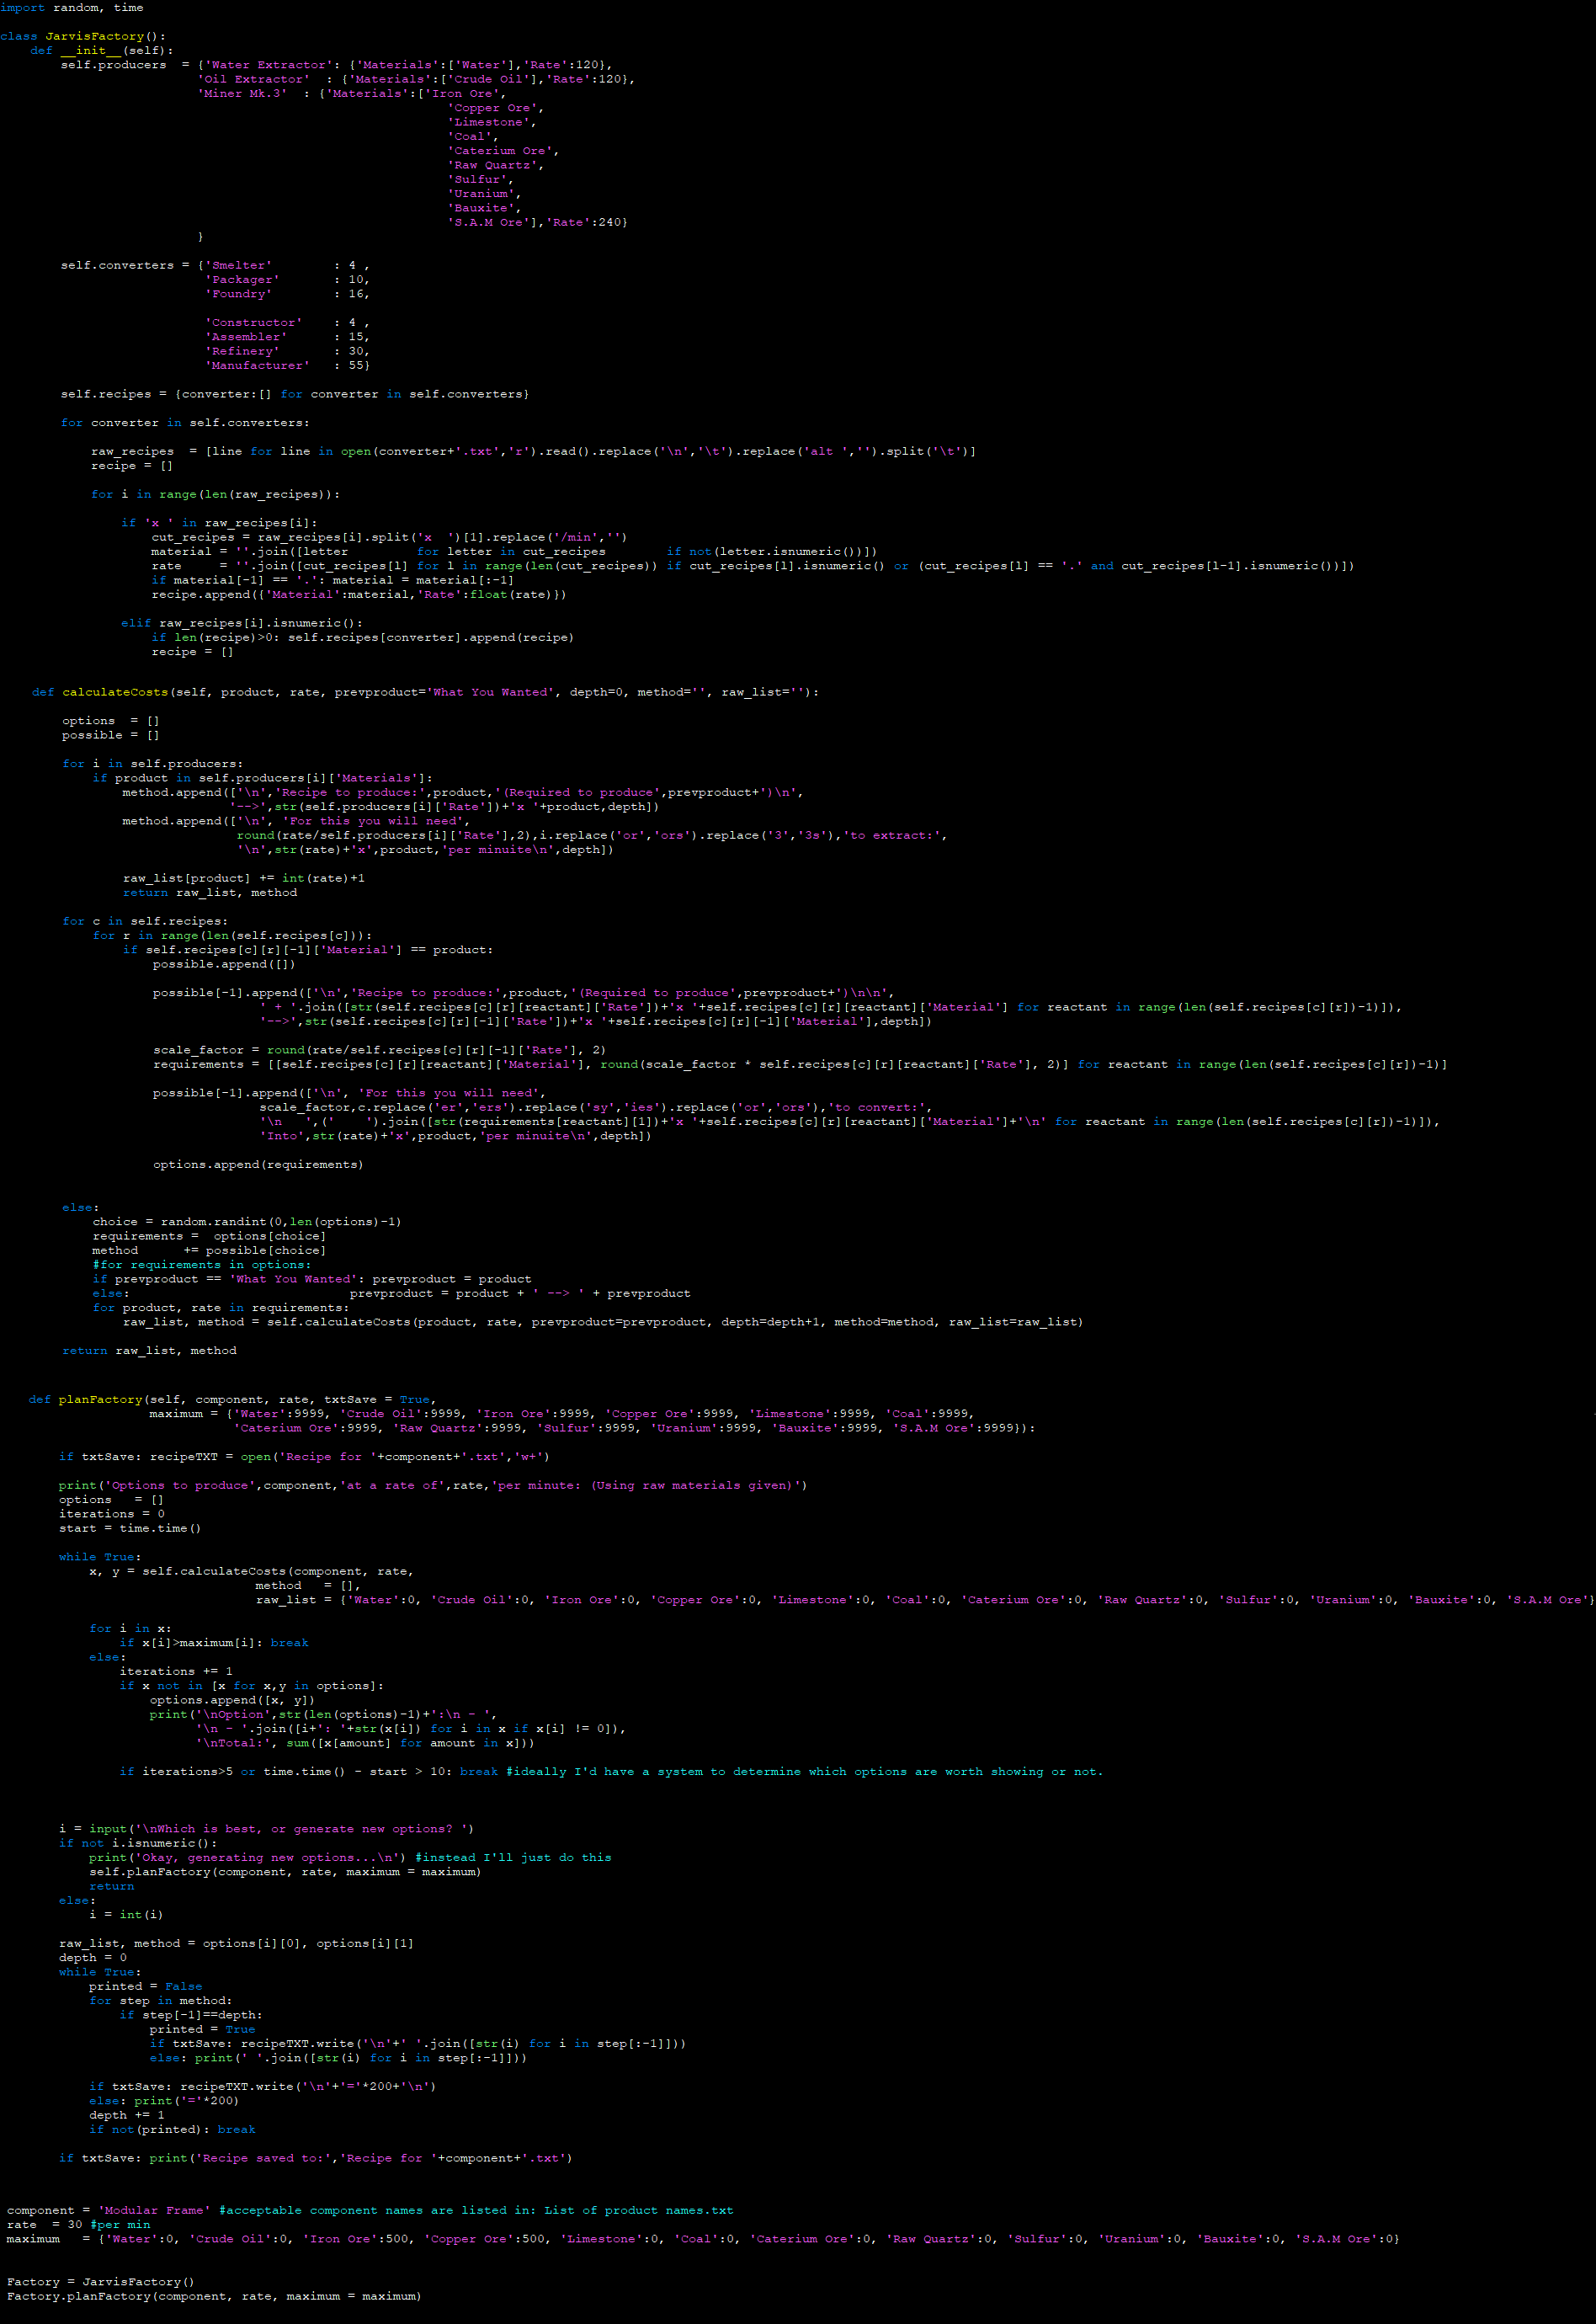 import random, time
class JarvisFactory():
    def __init__(self):
        self.producers  = {'Water Extractor': {'Materials':['Water'],'Rate':120},
                          'Oil Extractor'  : {'Materials':['Crude Oil'],'Rate':120},
                          'Miner Mk.3'  : {'Materials':['Iron Ore',
                                                           'Copper Ore',
                                                           'Limestone',
                                                           'Coal',
                                                           'Caterium Ore',
                                                           'Raw Quartz',
                                                           'Sulfur',
                                                           'Uranium',
                                                           'Bauxite',
                                                           'S.A.M Ore'],'Rate':240}
                          }
        self.converters = {'Smelter'        : 4 ,
                           'Packager'       : 10,
                           'Foundry'        : 16,
                           'Constructor'    : 4 ,
                           'Assembler'      : 15,
                           'Refinery'       : 30,
                           'Manufacturer'   : 55}
        self.recipes = {converter:[] for converter in self.converters}
        for converter in self.converters:
            raw_recipes  = [line for line in open(converter+'.txt','r').read().replace('\n','\t').replace('alt ','').split('\t')]
            recipe = []
            for i in range(len(raw_recipes)):
                if 'x ' in raw_recipes[i]:
                    cut_recipes = raw_recipes[i].split('x  ')[1].replace('/min','')
                    material = ''.join([letter         for letter in cut_recipes        if not(letter.isnumeric())])
                    rate     = ''.join([cut_recipes[l] for l in range(len(cut_recipes)) if cut_recipes[l].isnumeric() or (cut_recipes[l] == '.' and cut_recipes[l-1].isnumeric())])
                    if material[-1] == '.': material = material[:-1]
                    recipe.append({'Material':material,'Rate':float(rate)})
                elif raw_recipes[i].isnumeric():
                    if len(recipe)>0: self.recipes[converter].append(recipe)
                    recipe = []
    def calculateCosts(self, product, rate, prevproduct='What You Wanted', depth=0, method='', raw_list=''):
        options  = []
        possible = []
        for i in self.producers:
            if product in self.producers[i]['Materials']:
                method.append(['\n','Recipe to produce:',product,'(Required to produce',prevproduct+')\n',
                              '-->',str(self.producers[i]['Rate'])+'x '+product,depth])
                method.append(['\n', 'For this you will need',
                               round(rate/self.producers[i]['Rate'],2),i.replace('or','ors').replace('3','3s'),'to extract:',
                               '\n',str(rate)+'x',product,'per minuite\n',depth])
                raw_list[product] += int(rate)+1
                return raw_list, method
        for c in self.recipes:
            for r in range(len(self.recipes[c])):
                if self.recipes[c][r][-1]['Material'] == product:
                    possible.append([])
                    possible[-1].append(['\n','Recipe to produce:',product,'(Required to produce',prevproduct+')\n\n',
                                  ' + '.join([str(self.recipes[c][r][reactant]['Rate'])+'x '+self.recipes[c][r][reactant]['Material'] for reactant in range(len(self.recipes[c][r])-1)]),
                                  '-->',str(self.recipes[c][r][-1]['Rate'])+'x '+self.recipes[c][r][-1]['Material'],depth])
                    scale_factor = round(rate/self.recipes[c][r][-1]['Rate'], 2)
                    requirements = [[self.recipes[c][r][reactant]['Material'], round(scale_factor * self.recipes[c][r][reactant]['Rate'], 2)] for reactant in range(len(self.recipes[c][r])-1)]
                    possible[-1].append(['\n', 'For this you will need',
                                  scale_factor,c.replace('er','ers').replace('sy','ies').replace('or','ors'),'to convert:',
                                  '\n   ',('    ').join([str(requirements[reactant][1])+'x '+self.recipes[c][r][reactant]['Material']+'\n' for reactant in range(len(self.recipes[c][r])-1)]),
                                  'Into',str(rate)+'x',product,'per minuite\n',depth])
                    options.append(requirements)
        else:
            choice = random.randint(0,len(options)-1)
            requirements =  options[choice]
            method      += possible[choice]
            #for requirements in options:
            if prevproduct == 'What You Wanted': prevproduct = product
            else:                             prevproduct = product + ' --> ' + prevproduct
            for product, rate in requirements:
                raw_list, method = self.calculateCosts(product, rate, prevproduct=prevproduct, depth=depth+1, method=method, raw_list=raw_list)
        return raw_list, method
    def planFactory(self, component, rate, txtSave = True,
                    maximum = {'Water':9999, 'Crude Oil':9999, 'Iron Ore':9999, 'Copper Ore':9999, 'Limestone':9999, 'Coal':9999,
                               'Caterium Ore':9999, 'Raw Quartz':9999, 'Sulfur':9999, 'Uranium':9999, 'Bauxite':9999, 'S.A.M Ore':9999}):
        if txtSave: recipeTXT = open('Recipe for '+component+'.txt','w+')
        print('Options to produce',component,'at a rate of',rate,'per minute: (Using raw materials given)')
        options   = []
        iterations = 0
        start = time.time()
        while True:
            x, y = self.calculateCosts(component, rate,
                                  method   = [],
                                  raw_list = {'Water':0, 'Crude Oil':0, 'Iron Ore':0, 'Copper Ore':0, 'Limestone':0, 'Coal':0, 'Caterium Ore':0, 'Raw Quartz':0, 'Sulfur':0, 'Uranium':0, 'Bauxite':0, 'S.A.M Ore'}
            for i in x:
                if x[i]>maximum[i]: break
            else:
                iterations += 1
                if x not in [x for x,y in options]:
                    options.append([x, y])
                    print('\nOption',str(len(options)-1)+':\n - ',
                          '\n - '.join([i+': '+str(x[i]) for i in x if x[i] != 0]),
                          '\nTotal:', sum([x[amount] for amount in x]))
                if iterations>5 or time.time() - start > 10: break #ideally I'd have a system to determine which options are worth showing or not.
        i = input('\nWhich is best, or generate new options? ')
        if not i.isnumeric():
            print('Okay, generating new options...\n') #instead I'll just do this
            self.planFactory(component, rate, maximum = maximum)
            return
        else:
            i = int(i)
        raw_list, method = options[i][0], options[i][1]
        depth = 0
        while True:
            printed = False
            for step in method:
                if step[-1]==depth:
                    printed = True
                    if txtSave: recipeTXT.write('\n'+' '.join([str(i) for i in step[:-1]]))
                    else: print(' '.join([str(i) for i in step[:-1]]))
            if txtSave: recipeTXT.write('\n'+'='*200+'\n')
            else: print('='*200)
            depth += 1
            if not(printed): break
        if txtSave: print('Recipe saved to:','Recipe for '+component+'.txt')
component = 'Modular Frame' #acceptable component names are listed in: List of product names.txt
rate  = 30 #per min
maximum   = {'Water':0, 'Crude Oil':0, 'Iron Ore':500, 'Copper Ore':500, 'Limestone':0, 'Coal':0, 'Caterium Ore':0, 'Raw Quartz':0, 'Sulfur':0, 'Uranium':0, 'Bauxite':0, 'S.A.M Ore':0}
Factory = JarvisFactory()
Factory.planFactory(component, rate, maximum = maximum)